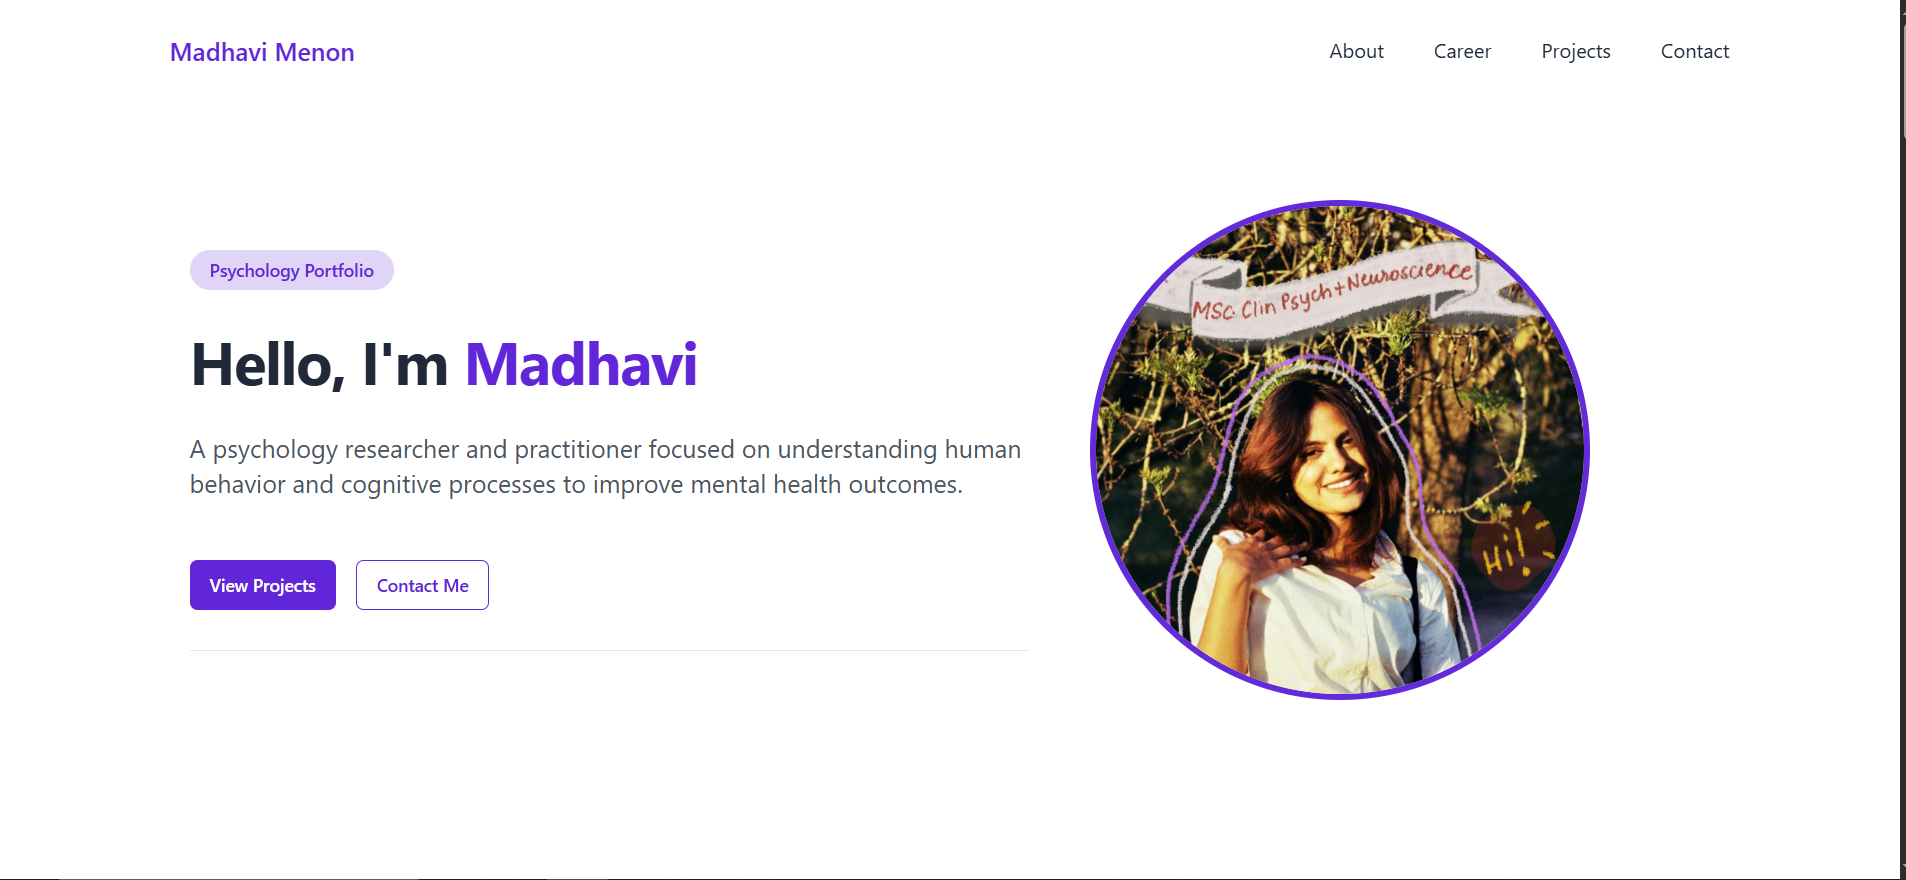 Madhavi Menon
About Career Projects Contact
Psychology Portfolio
MSc Clin Psych+Neuroscience
Hello, I'm Madhavi
A psychology researcher and practitioner focused on understanding human
behavior and cognitive processes to improve mental health outcomes.
Hi!
View Projects Contact Me